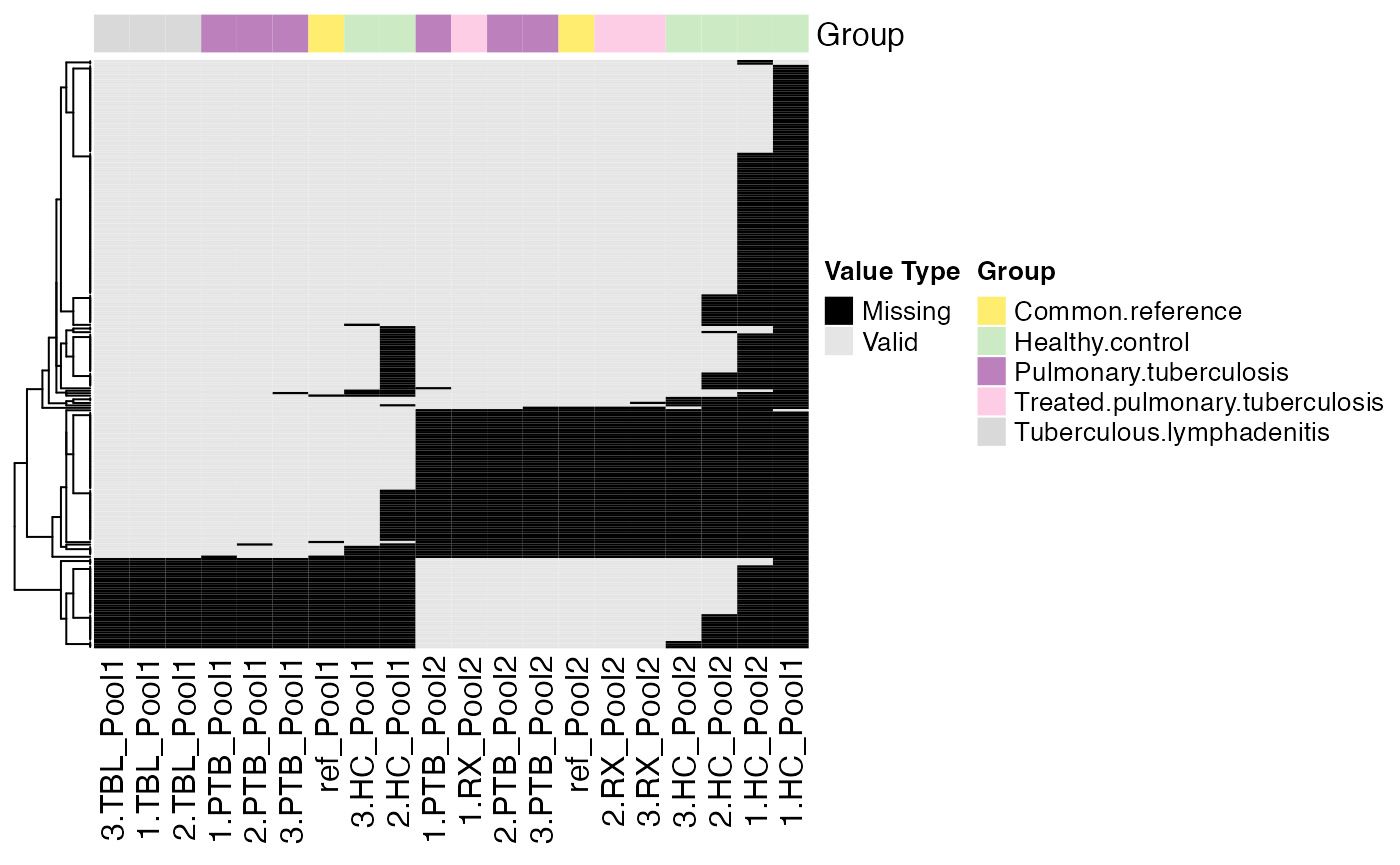 Group
Value Type
Missing
Valid
Group
Common.reference
Healthy.control
Pulmonary.tuberculosis
Treated.pulmonary.tuberculosis
Tuberculous.lymphadenitis
3.TBL_Pool1
1.TBL_Pool1
2.TBL_Pool1
1.PTB_Pool1
2.PTB_Pool1
3.PTB_Pool1
ref_Pool1
3.HC_Pool1
2.HC_Pool1
1.PTB_Pool2
1.RX_Pool2
2.PTB_Pool2
3.PTB_Pool2
ref_Pool2
2.RX_Pool2
3.RX_Pool2
3.HC_Pool2
2.HC_Pool2
1.HC_Pool2
1.HC_Pool1